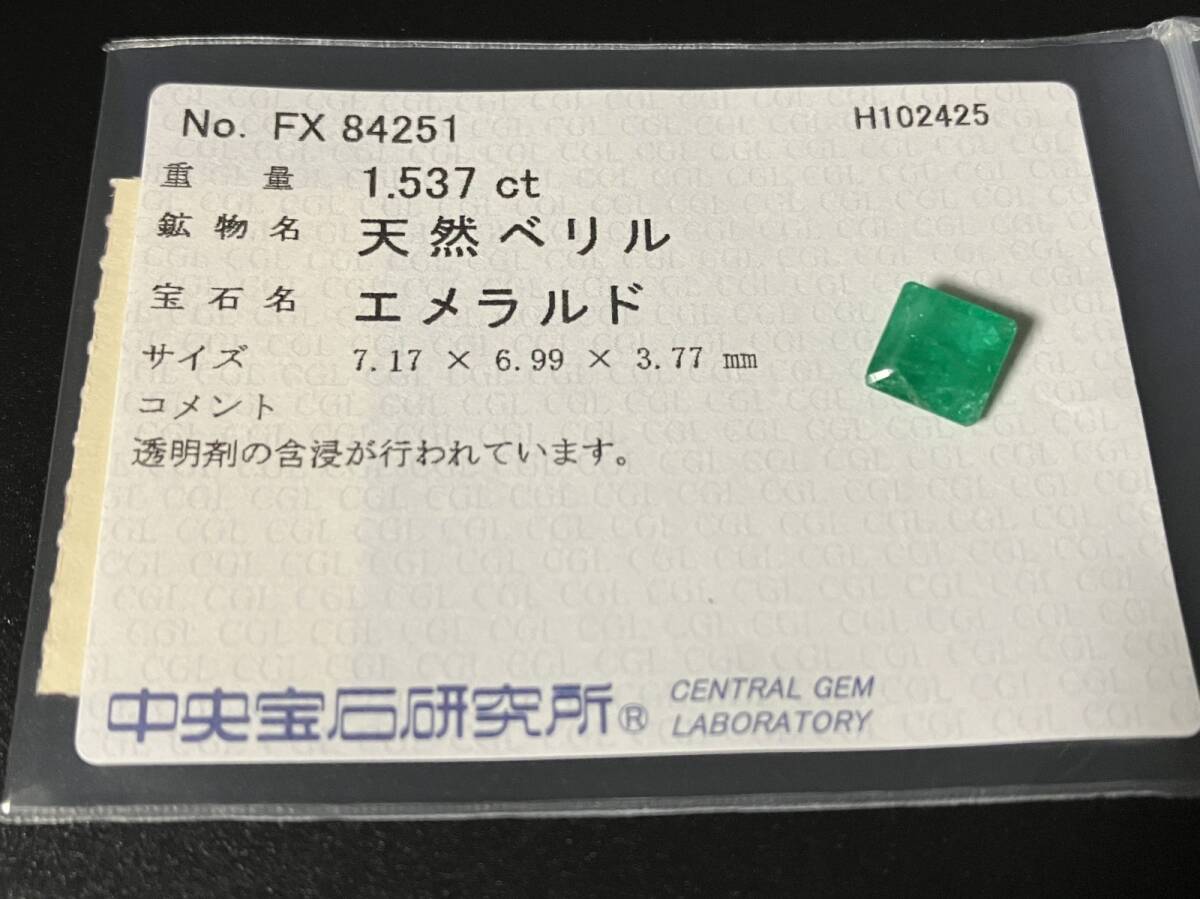 No. FX 84251
H102425
重 量 1.537 ct
鉱物名 天然ベリル
宝石名 エメラルド
サイズ 7.17 × 6.99 × 3.77 mm
コメント
透明剤の含浸が行われています。
中央宝石研究所® CENTRAL GEM
LABORATORY